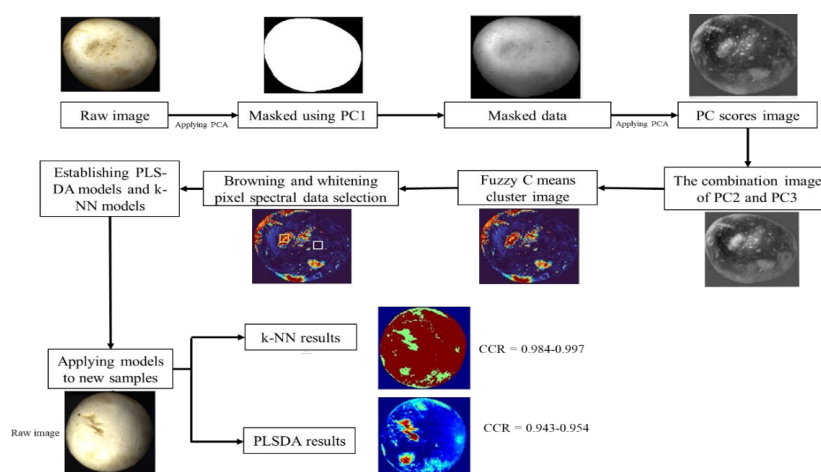 Raw image
Applying PCA
Masked using PC1
Masked data
Applying PCA
PC scores image
The combination image
of PC2 and PC3
Fuzzy C means
cluster image
Browning and whitening
pixel spectral data selection
Establishing PLS-
DA models and k-
NN models
Applying models
to new samples
Raw image
k-NN results
CCR = 0.984-0.997
PLSDA results
CCR = 0.943-0.954